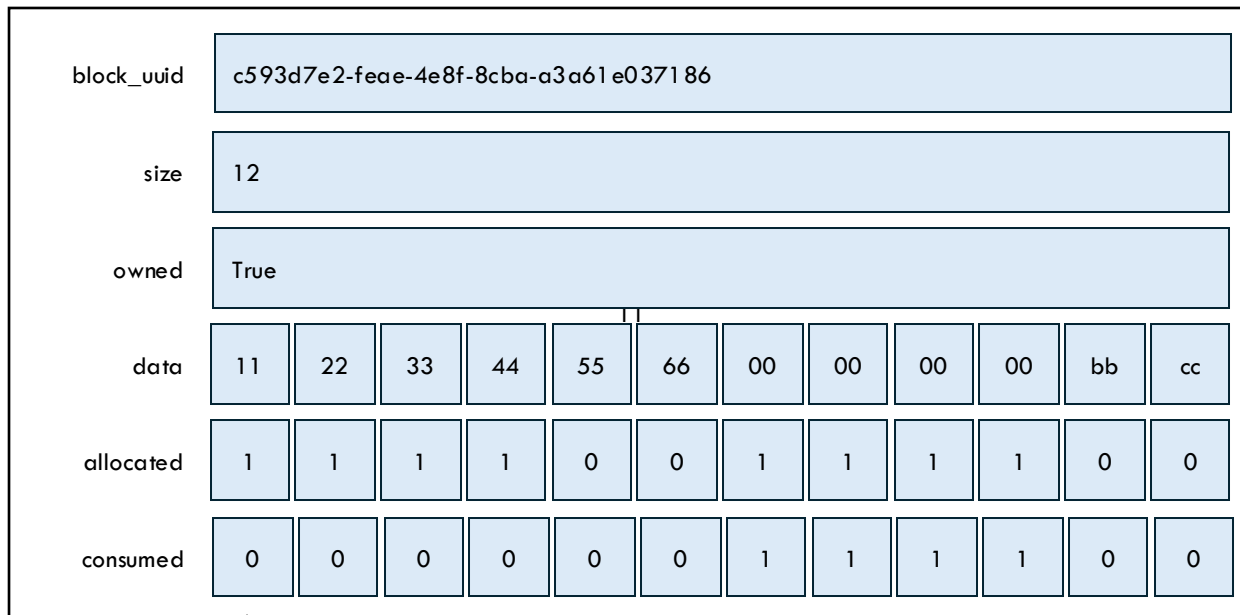 block_uuid c593d7e2-feae-4e8f-8cba-a3a61e037186
size 12
owned True
data 11 22 33 44 55 66 00 00 00 00 bb cc
allocated 1 1 1 1 0 0 1 1 1 1 0 0
consumed 0 0 0 0 0 0 1 1 1 1 0 0